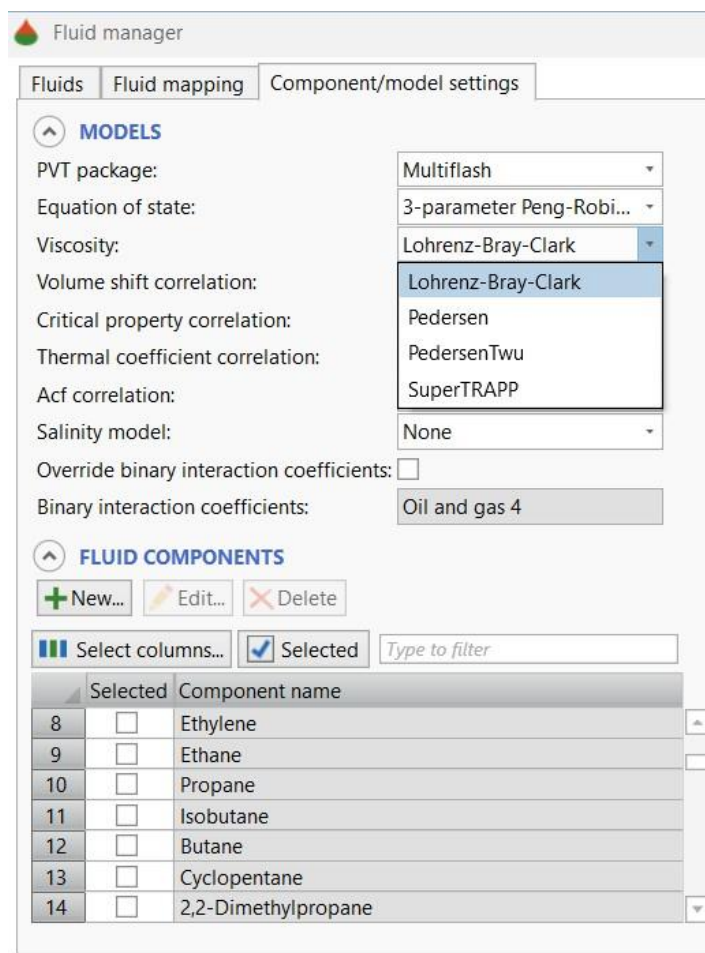 Fluid manager
Fluids Fluid mapping Component/model settings
MODELS
PVT package: Multiflash
Equation of state: 3-parameter Peng-Robi...
Viscosity: Lohrenz-Bray-Clark
Volume shift correlation: Lohrenz-Bray-Clark
Critical property correlation: Pedersen
Thermal coefficient correlation: PedersenTwu
Acf correlation: SuperTRAPP
Salinity model: None
Override binary interaction coefficients:
Binary interaction coefficients: Oil and gas 4
FLUID COMPONENTS
New... Edit... Delete
Select columns... Selected Type to filter
Selected Component name
8 Ethylene
9 Ethane
10 Propane
11 Isobutane
12 Butane
13 Cyclopentane
14 2,2-Dimethylpropane